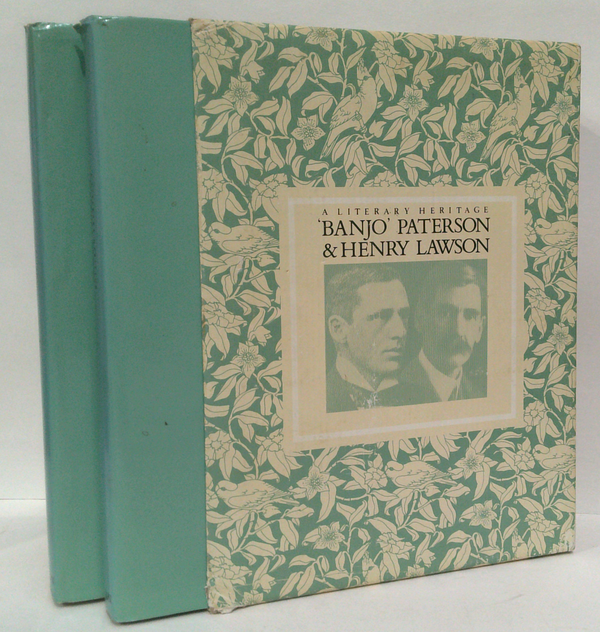 A LITERARY HERITAGE
'BANJO' PATERSON
& HENRY LAWSON